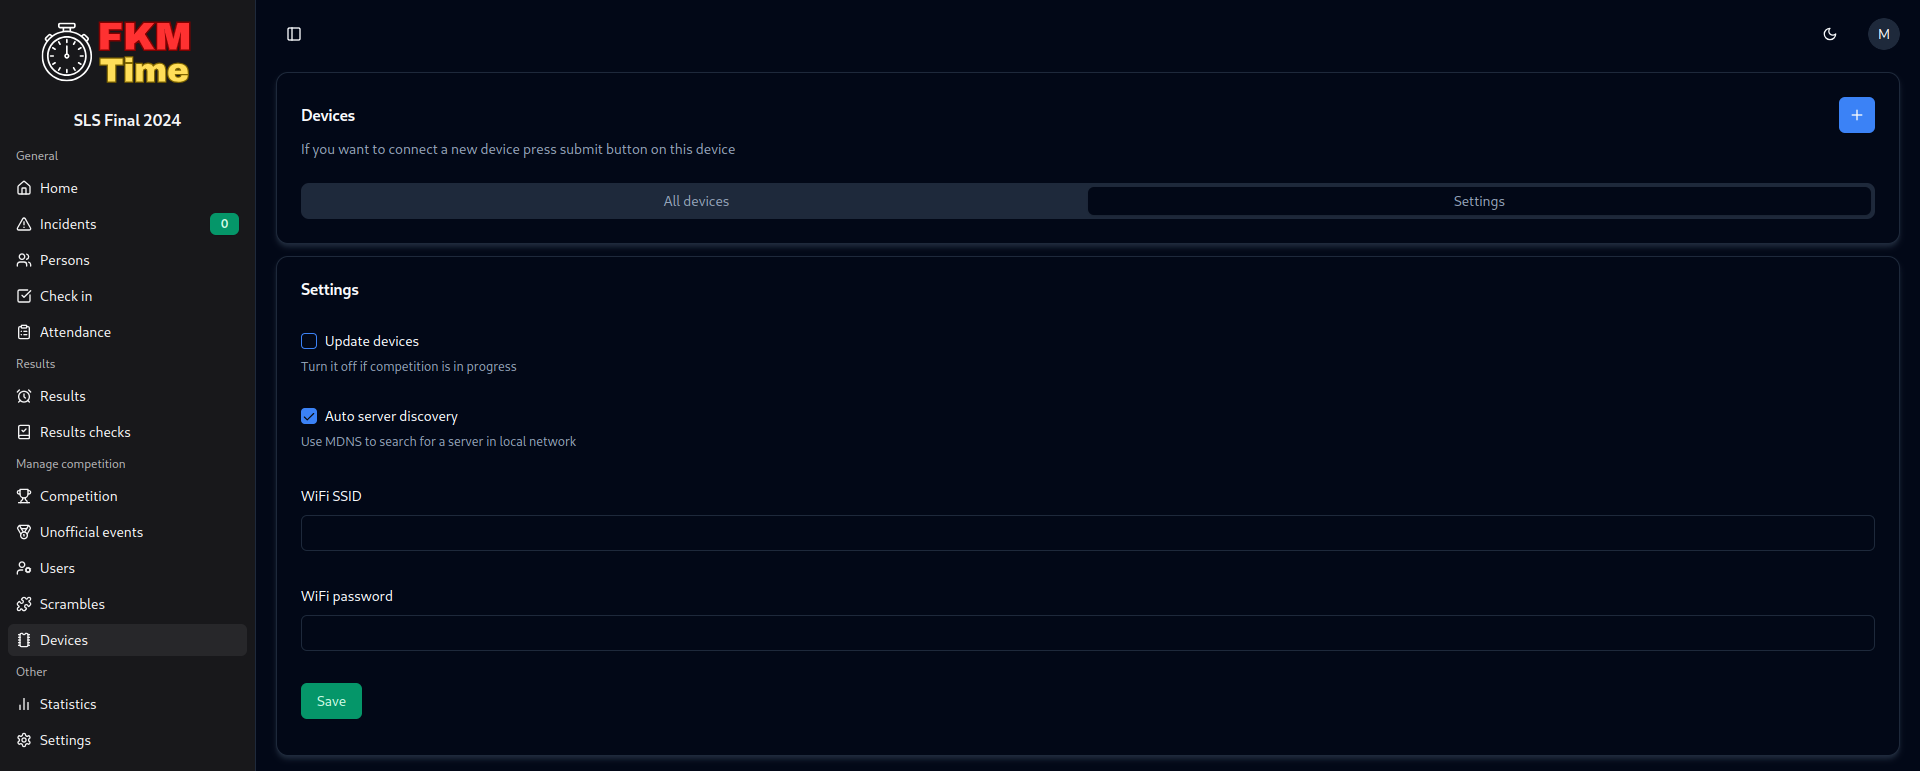 FKM
Time
SLS Final 2024
General
Home
Incidents 0
Persons
Check in
Attendance
Results
Results
Results checks
Manage competition
Competition
Unofficial events
Users
Scrambles
Devices
Other
Statistics
Settings
M
Devices
+
If you want to connect a new device press submit button on this device
All devices Settings
Settings
Update devices
Turn it off if competition is in progress
Auto server discovery
Use MDNS to search for a server in local network
WiFi SSID
WiFi password
Save